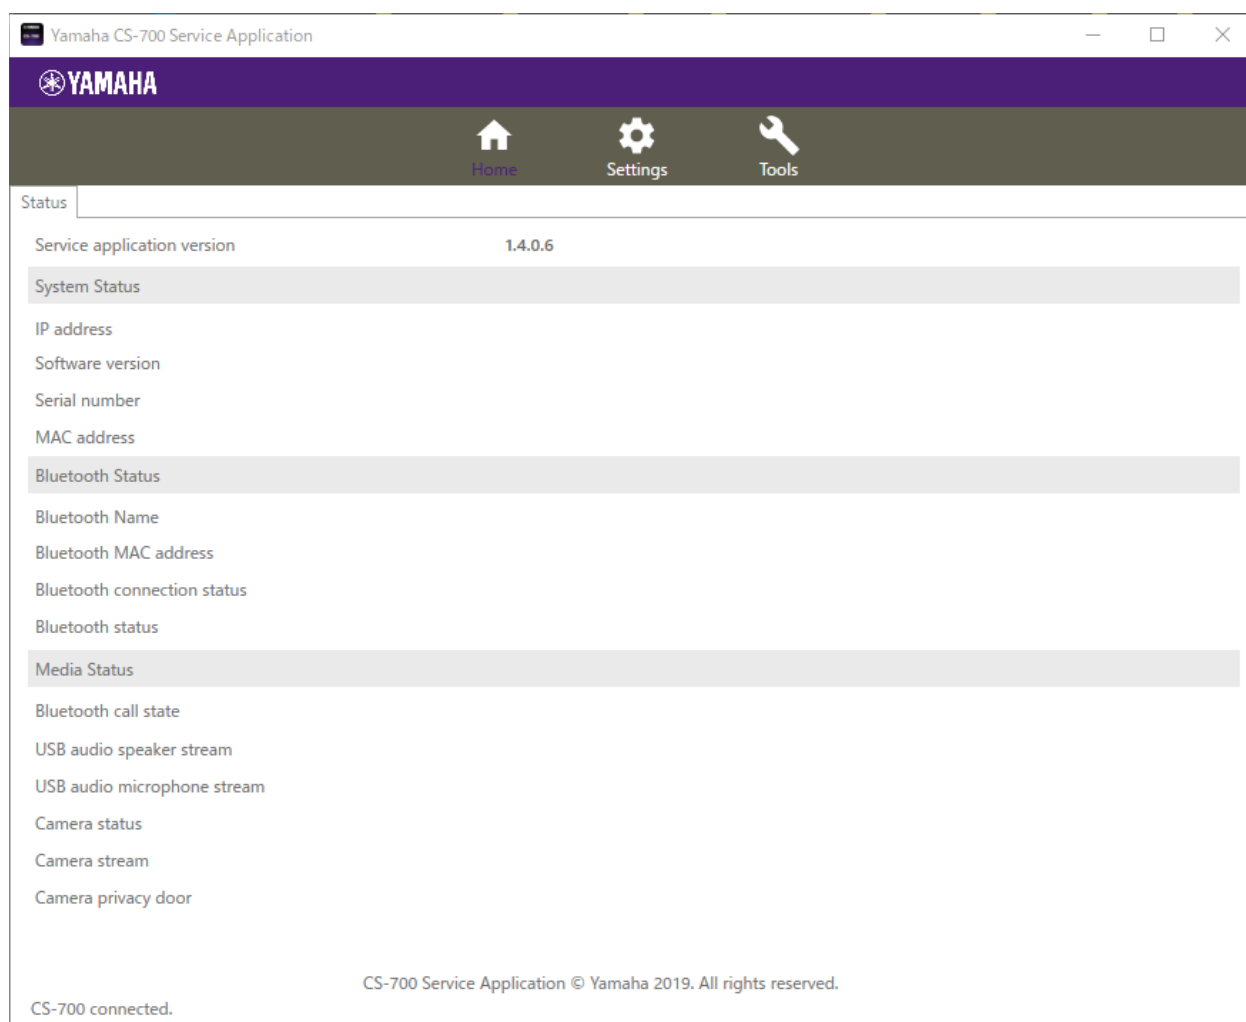 Yamaha CS-700 Service Application
YAMAHA
Home Settings Tools
Status
Service application version 1.4.0.6
System Status
IP address
Software version
Serial number
MAC address
Bluetooth Status
Bluetooth Name
Bluetooth MAC address
Bluetooth connection status
Bluetooth status
Media Status
Bluetooth call state
USB audio speaker stream
USB audio microphone stream
Camera status
Camera stream
Camera privacy door
CS-700 Service Application © Yamaha 2019. All rights reserved.
CS-700 connected.